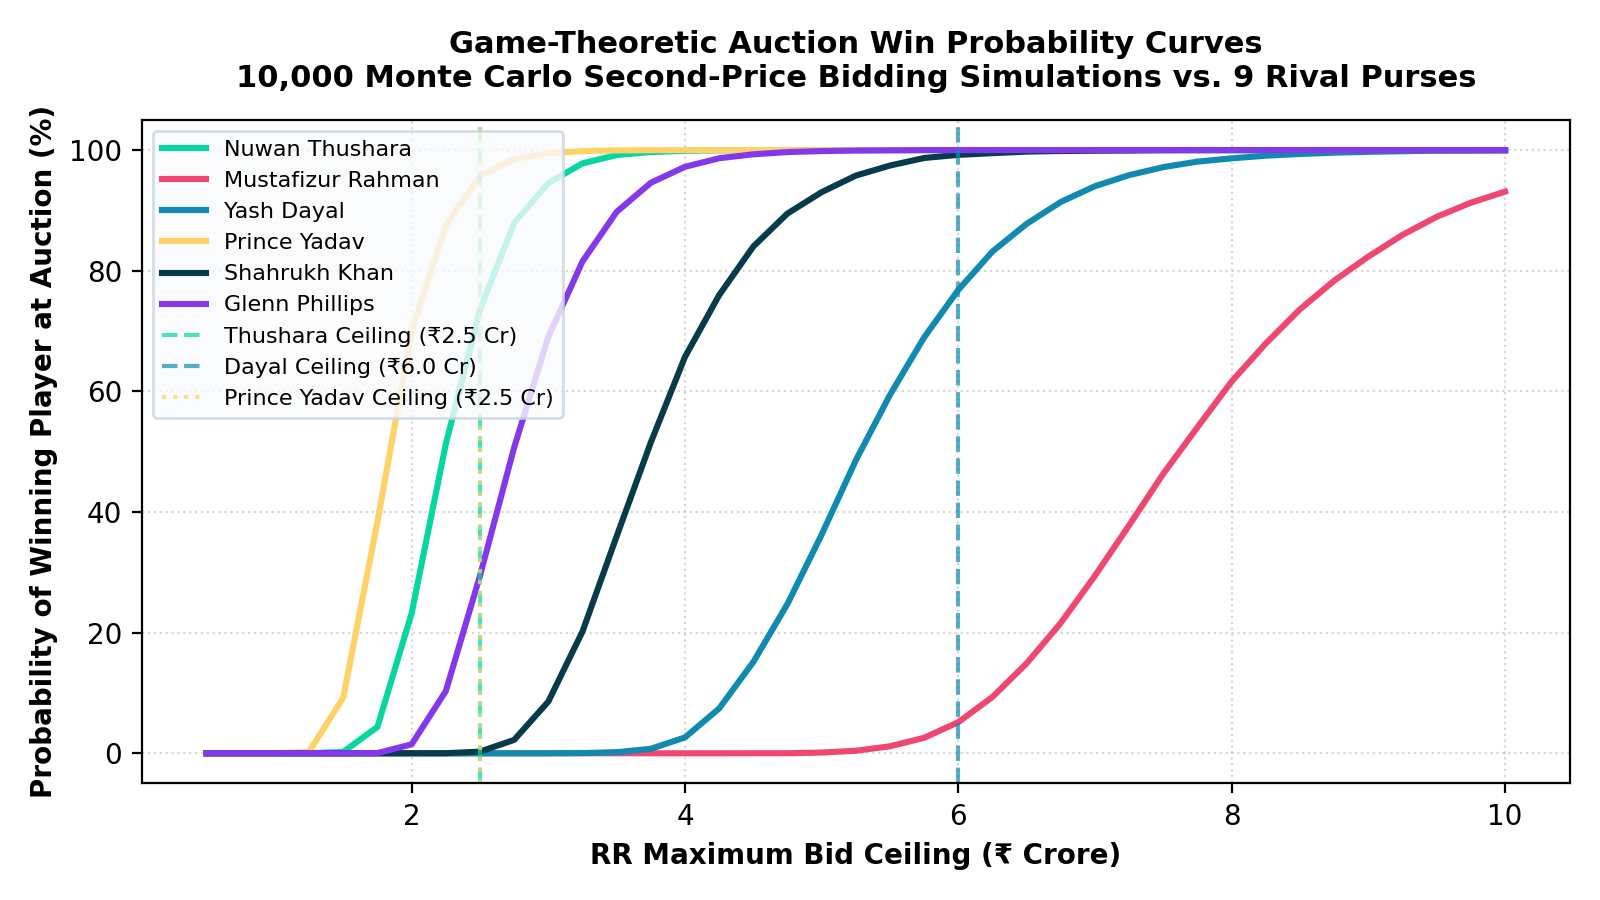 Game-Theoretic Auction Win Probability Curves
10,000 Monte Carlo Second-Price Bidding Simulations vs. 9 Rival Purses
Probability of Winning Player at Auction (%)
100
80
60
40
20
0
Nuwan Thushara
Mustafizur Rahman
Yash Dayal
Prince Yadav
Shahrukh Khan
Glenn Phillips
Thushara Ceiling (₹2.5 Cr)
Dayal Ceiling (₹6.0 Cr)
Prince Yadav Ceiling (₹2.5 Cr)
2 4 6 8 10
RR Maximum Bid Ceiling (₹ Crore)